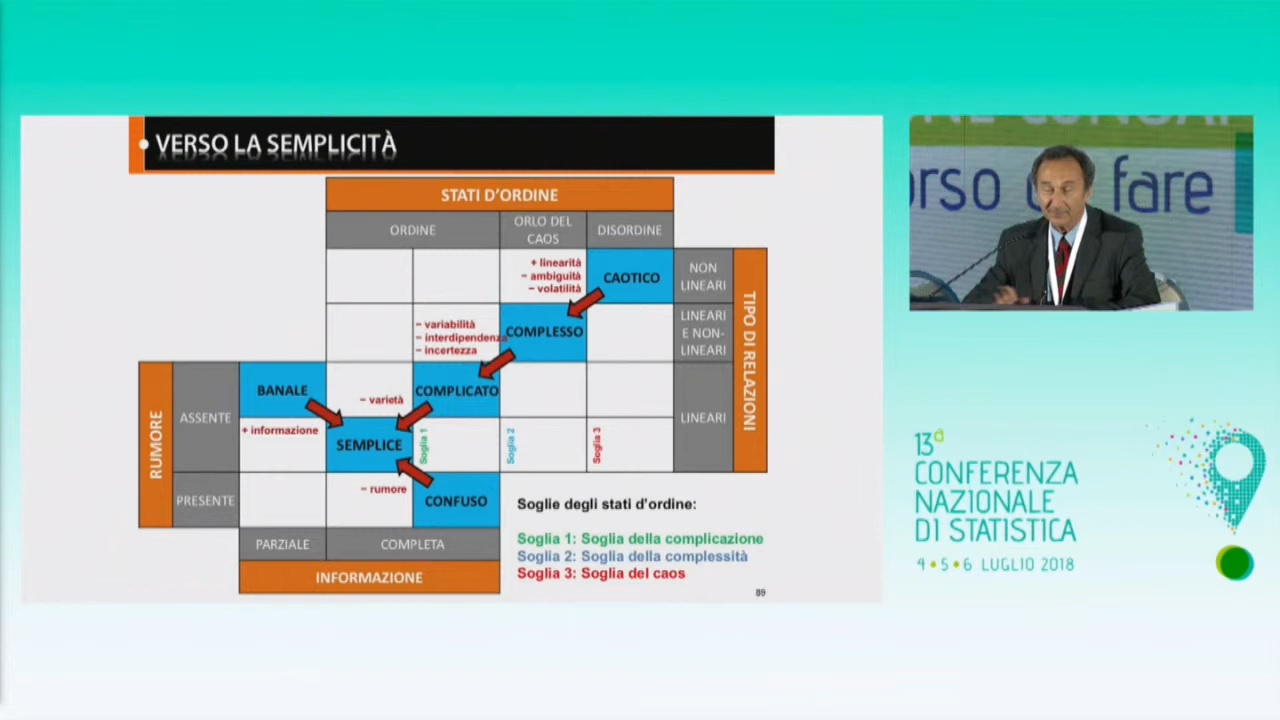 VERSO LA SEMPLICITÀ
STATI D'ORDINE
ORDINE
ORLO DEL
CAOS
DISORDINE
+ linearità
− ambiguità
− volatilità
CAOTICO
NON
LINEARI
− variabilità
− interdipendenza
− incertezza
COMPLESSO
LINEARI
E NON-
LINEARI
TIPO DI RELAZIONI
BANALE
− varietà
COMPLICATO
LINEARI
RUMORE
ASSENTE
+ informazione
SEMPLICE
Soglia 1
Soglia 2
Soglia 3
PRESENTE
− rumore
CONFUSO
PARZIALE
COMPLETA
INFORMAZIONE
Soglie degli stati d'ordine:
Soglia 1: Soglia della complicazione
Soglia 2: Soglia della complessità
Soglia 3: Soglia del caos
89
fare
13ª
CONFERENZA
NAZIONALE
DI STATISTICA
4•5•6 LUGLIO 2018